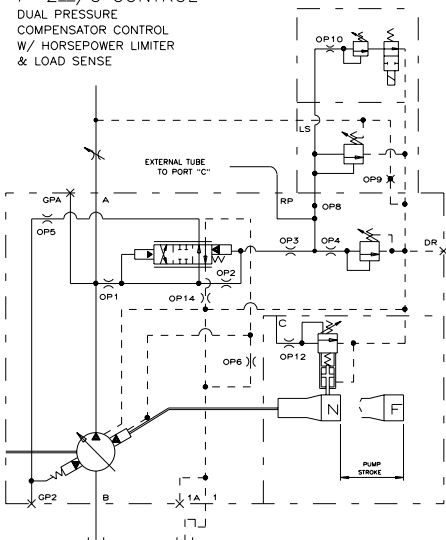 DUAL PRESSURE
COMPENSATOR CONTROL
W/ HORSEPOWER LIMITER
& LOAD SENSE
OP10
LS
EXTERNAL TUBE
TO PORT "C"
OP9
GPA
A
RP
OP8
OP5
OP3
OP4
DR
OP2
OP1
OP14
C
OP12
OP6
N
F
PUMP
STROKE
GP2
B
1A
1